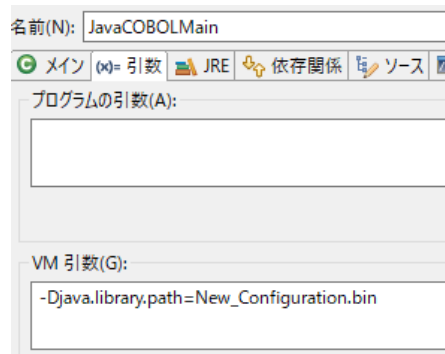 名前(N): JavaCOBOLMain
メイン (x)= 引数 JRE 依存関係 ソース
プログラムの引数(A):
VM 引数(G):
-Djava.library.path=New_Configuration.bin